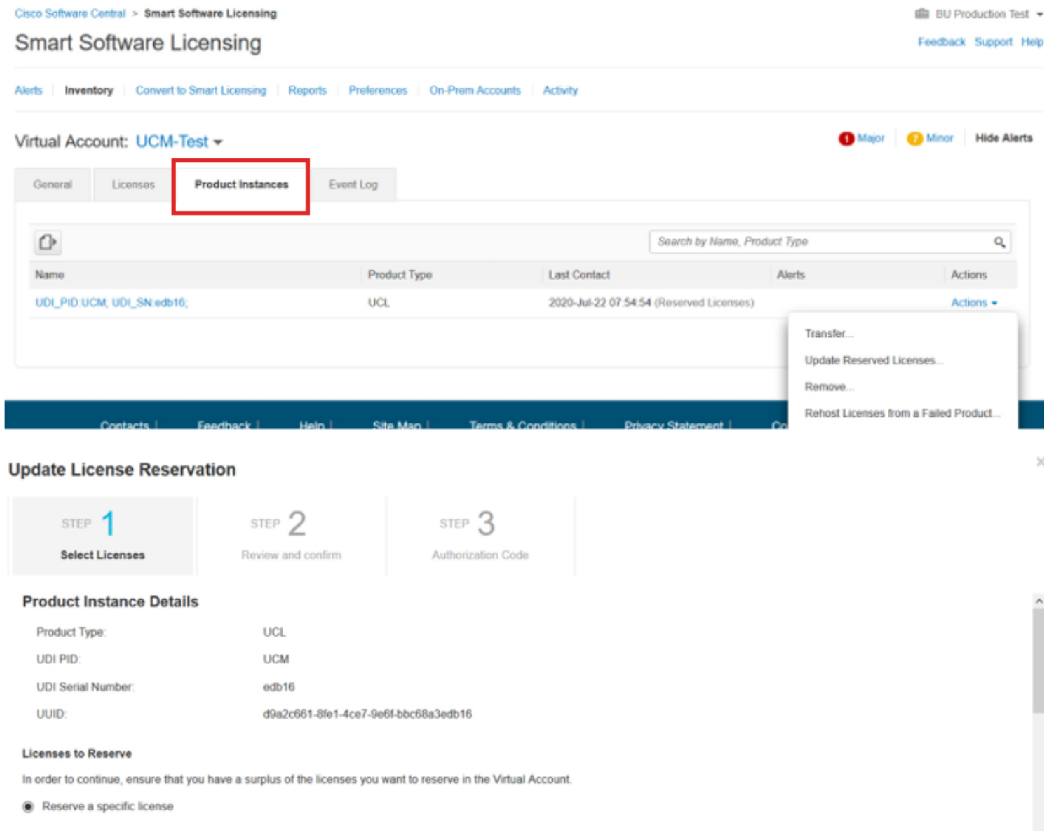 Cisco Software Central > Smart Software Licensing
BU Production Test
Smart Software Licensing
Feedback Support Help
Alerts Inventory Convert to Smart Licensing Reports Preferences On-Prem Accounts Activity
Virtual Account: UCM-Test
Major Minor Hide Alerts
General Licenses Product Instances Event Log
Search by Name, Product Type
Name Product Type Last Contact Alerts Actions
UDI_PID:UCM; UDI_SN:edb16; UCL 2020-Jul-22 07:54:54 (Reserved Licenses) Actions
Transfer...
Update Reserved Licenses...
Remove...
Rehost Licenses from a Failed Product...
Contacts | Feedback | Help | Site Map | Terms & Conditions | Privacy Statement | Co
Update License Reservation
STEP 1 STEP 2 STEP 3
Select Licenses Review and confirm Authorization Code
Product Instance Details
Product Type: UCL
UDI PID: UCM
UDI Serial Number: edb16
UUID: d9a2c661-8fe1-4ce7-9e6f-bbc68a3edb16
Licenses to Reserve
In order to continue, ensure that you have a surplus of the licenses you want to reserve in the Virtual Account.
Reserve a specific license